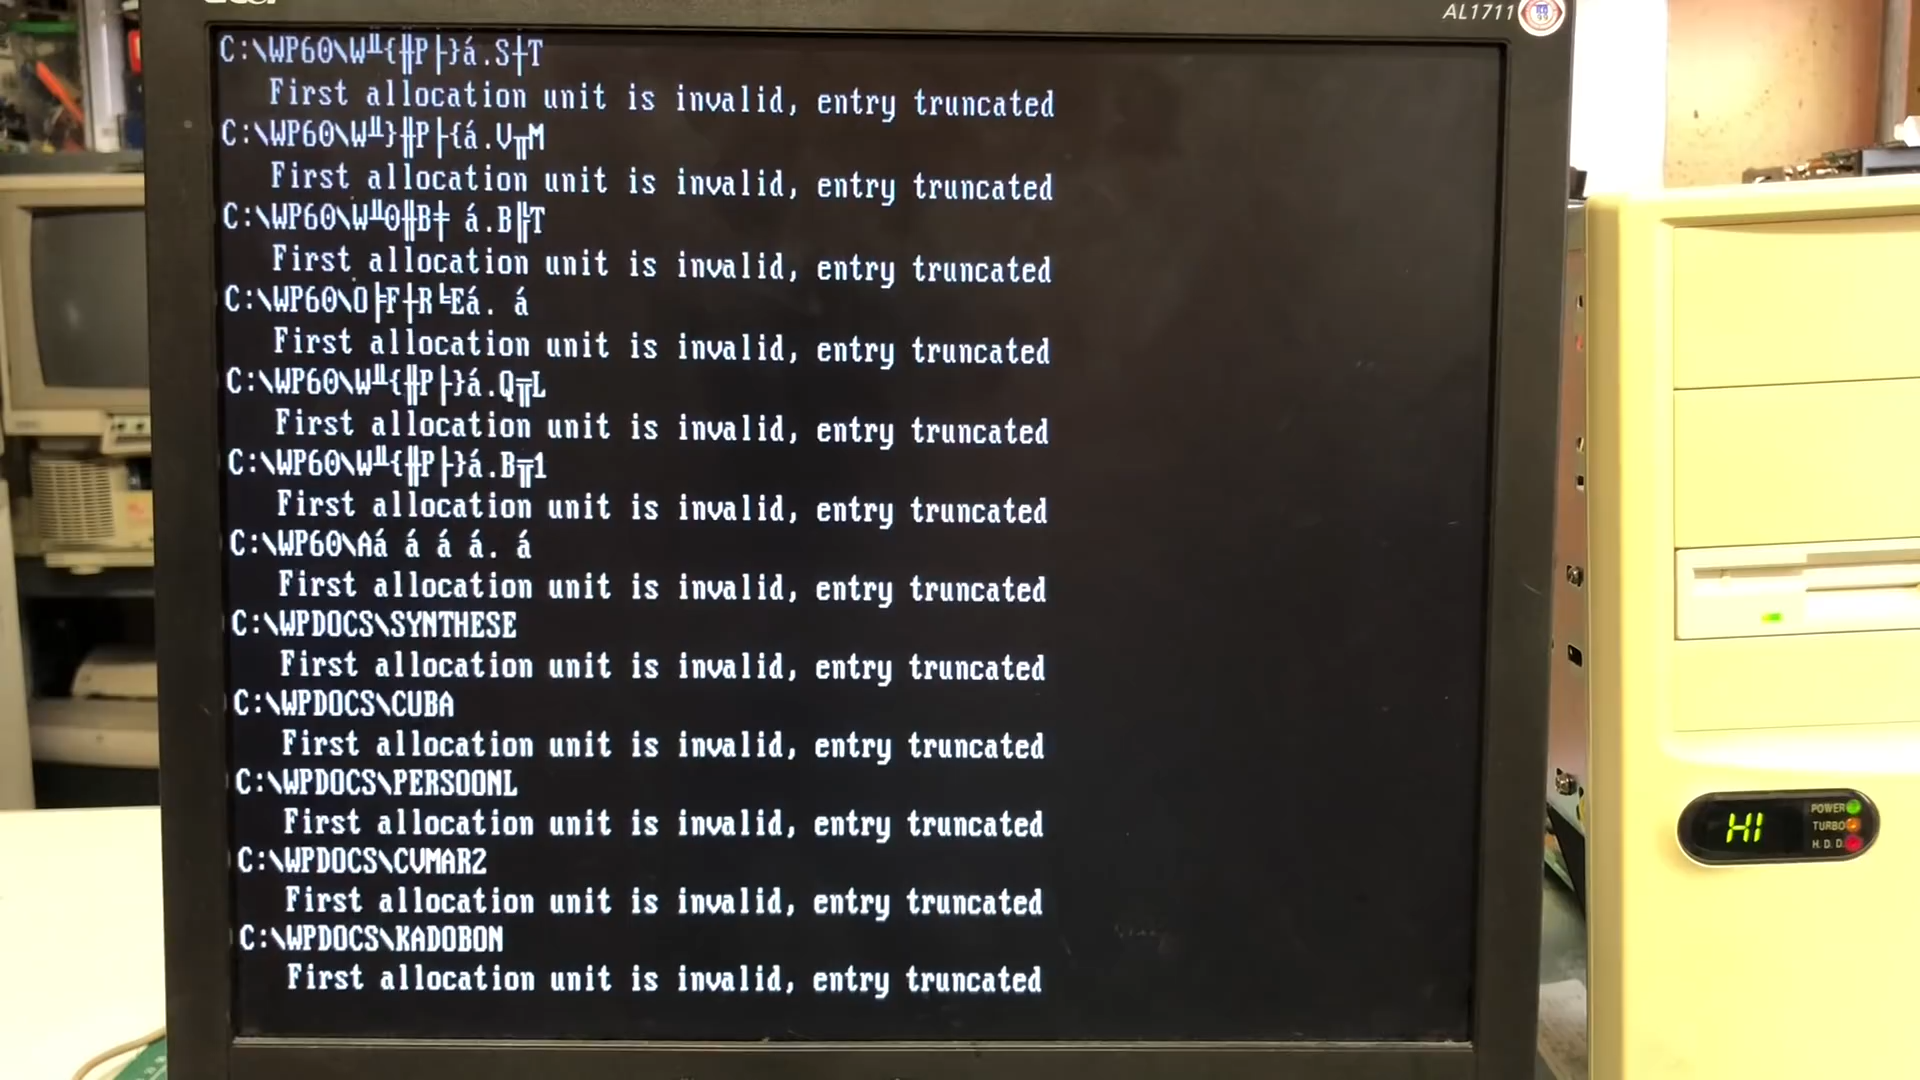 acer
AL1711
C:\WP60\W╨{╫P├}á.S┼T
First allocation unit is invalid, entry truncated
C:\WP60\W╨}╫P├{á.V╥M
First allocation unit is invalid, entry truncated
C:\WP60\W╨0╫B╪ á.B╟T
First allocation unit is invalid, entry truncated
C:\WP60\O╞F┼R╘Eá. á
First allocation unit is invalid, entry truncated
C:\WP60\W╨{╫P├}á.Q╥L
First allocation unit is invalid, entry truncated
C:\WP60\W╨{╫P├}á.B╥1
First allocation unit is invalid, entry truncated
C:\WP60\Aá á á á. á
First allocation unit is invalid, entry truncated
C:\WPDOCS\SYNTHESE
First allocation unit is invalid, entry truncated
C:\WPDOCS\CUBA
First allocation unit is invalid, entry truncated
C:\WPDOCS\PERSOONL
First allocation unit is invalid, entry truncated
C:\WPDOCS\CVMAR2
First allocation unit is invalid, entry truncated
C:\WPDOCS\KADOBON
First allocation unit is invalid, entry truncated
HI
POWER
TURBO
H.D.D